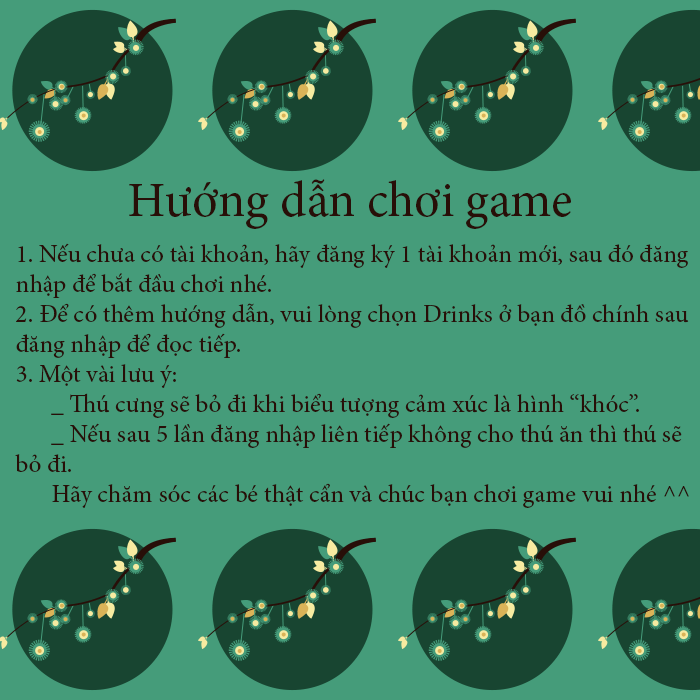 Hướng dẫn chơi game
1. Nếu chưa có tài khoản, hãy đăng ký 1 tài khoản mới, sau đó đăng
nhập để bắt đầu chơi nhé.
2. Để có thêm hướng dẫn, vui lòng chọn Drinks ở bạn đồ chính sau
đăng nhập để đọc tiếp.
3. Một vài lưu ý:
_ Thú cưng sẽ bỏ đi khi biểu tượng cảm xúc là hình “khóc”.
_ Nếu sau 5 lần đăng nhập liên tiếp không cho thú ăn thì thú sẽ
bỏ đi.
Hãy chăm sóc các bé thật cẩn và chúc bạn chơi game vui nhé ^^